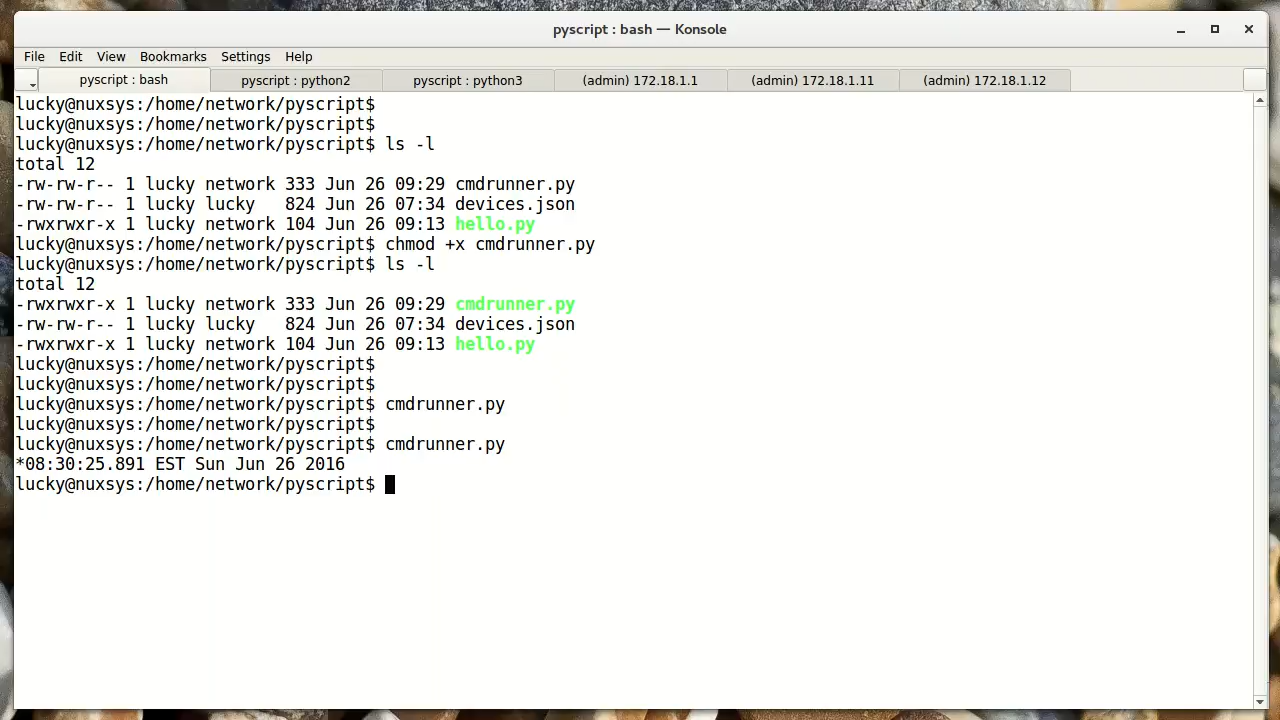 pyscript : bash — Konsole
File Edit View Bookmarks Settings Help
pyscript : bash pyscript : python2 pyscript : python3 (admin) 172.18.1.1 (admin) 172.18.1.11 (admin) 172.18.1.12
lucky@nuxsys:/home/network/pyscript$
lucky@nuxsys:/home/network/pyscript$
lucky@nuxsys:/home/network/pyscript$ ls -l
total 12
-rw-rw-r-- 1 lucky network 333 Jun 26 09:29 cmdrunner.py
-rw-rw-r-- 1 lucky lucky   824 Jun 26 07:34 devices.json
-rwxrwxr-x 1 lucky network 104 Jun 26 09:13 hello.py
lucky@nuxsys:/home/network/pyscript$ chmod +x cmdrunner.py
lucky@nuxsys:/home/network/pyscript$ ls -l
total 12
-rwxrwxr-x 1 lucky network 333 Jun 26 09:29 cmdrunner.py
-rw-rw-r-- 1 lucky lucky   824 Jun 26 07:34 devices.json
-rwxrwxr-x 1 lucky network 104 Jun 26 09:13 hello.py
lucky@nuxsys:/home/network/pyscript$
lucky@nuxsys:/home/network/pyscript$
lucky@nuxsys:/home/network/pyscript$ cmdrunner.py
lucky@nuxsys:/home/network/pyscript$
lucky@nuxsys:/home/network/pyscript$ cmdrunner.py
*08:30:25.891 EST Sun Jun 26 2016
lucky@nuxsys:/home/network/pyscript$